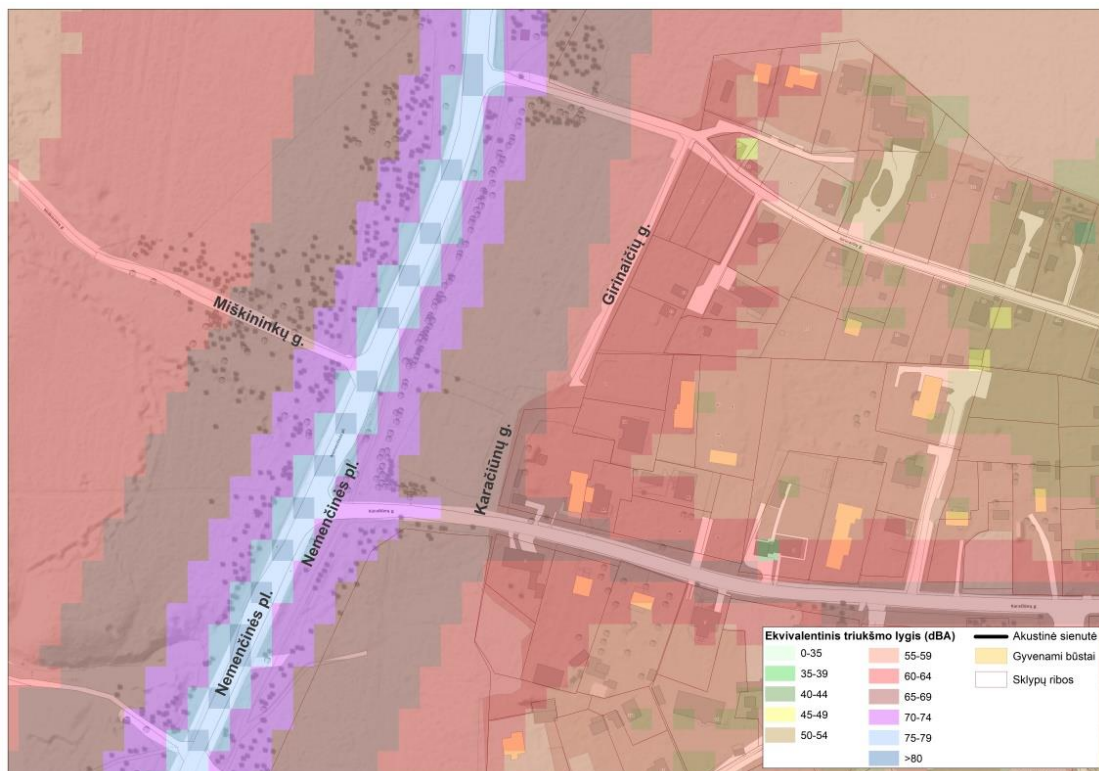 Girinaičių g.
Miškininkų g.
Karačiūnų g.
Nemenčinės pl.
Nemenčinės pl.
Ekvivalentinis triukšmo lygis (dBA)
0-35
35-39
40-44
45-49
50-54
55-59
60-64
65-69
70-74
75-79
>80
Akustinė sienutė
Gyvenami būstai
Sklypų ribos